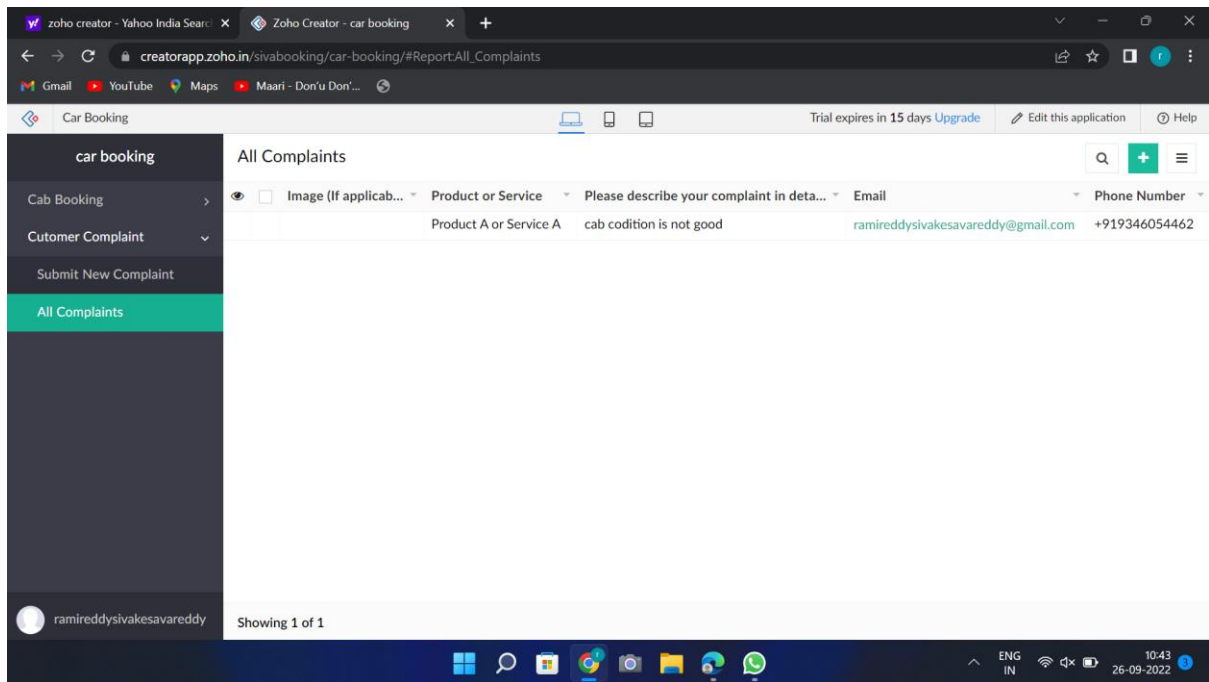 zoho creator - Yahoo India Searc
Zoho Creator - car booking
creatorapp.zoho.in/sivabooking/car-booking/#Report:All_Complaints
Gmail YouTube Maps Maari - Don'u Don'...
Car Booking
Trial expires in 15 days Upgrade Edit this application Help
car booking
All Complaints
Cab Booking
Image (If applicab... Product or Service Please describe your complaint in deta... Email Phone Number
Product A or Service A cab codition is not good ramireddysivakesavareddy@gmail.com +919346054462
Cutomer Complaint
Submit New Complaint
All Complaints
ramireddysivakesavareddy
Showing 1 of 1
ENG
IN
10:43
26-09-2022
3